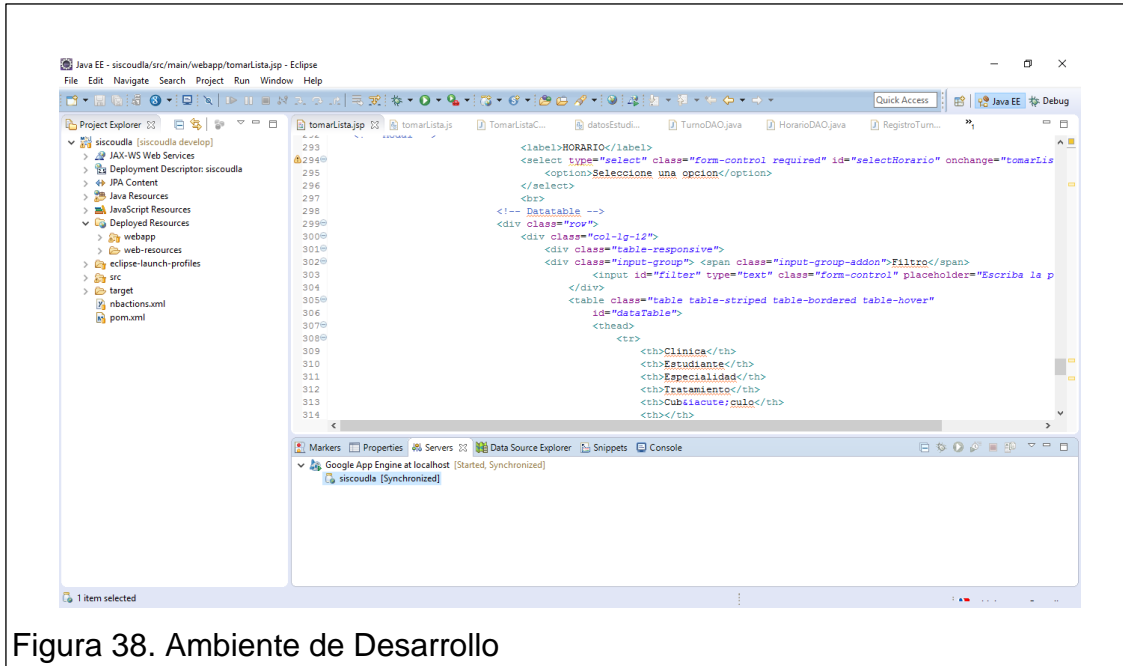 Java EE - siscoudla/src/main/webapp/tomarLista.jsp - Eclipse
File Edit Navigate Search Project Run Window Help
Quick Access Java EE Debug
Project Explorer
siscoudla [siscoudla develop]
JAX-WS Web Services
Deployment Descriptor: siscoudla
JPA Content
Java Resources
JavaScript Resources
Deployed Resources
webapp
web-resources
eclipse-launch-profiles
src
target
nbactions.xml
pom.xml
tomarLista.jsp tomarLista.js TomarListaC... datosEstudi... TurnoDAO.java HorarioDAO.java RegistroTurn... »1
293 <label>HORARIO</label>
294 <select type="select" class="form-control required" id="selectHorario" onchange="tomarLis
295 <option>Seleccione una opcion</option>
296 </select>
297 <br>
298 <!-- Datatable -->
299 <div class="row">
300 <div class="col-lg-12">
301 <div class="table-responsive">
302 <div class="input-group"> <span class="input-group-addon">Filtro</span>
303 <input id="filter" type="text" class="form-control" placeholder="Escriba la p
304 </div>
305 <table class="table table-striped table-bordered table-hover"
306 id="dataTable">
307 <thead>
308 <tr>
309 <th>Clinica</th>
310 <th>Estudiante</th>
311 <th>Especialidad</th>
312 <th>Tratamiento</th>
313 <th>Cub&iacute;culo</th>
314 <th></th>
Markers Properties Servers Data Source Explorer Snippets Console
Google App Engine at localhost [Started, Synchronized]
siscoudla [Synchronized]
1 item selected
Figura 38. Ambiente de Desarrollo